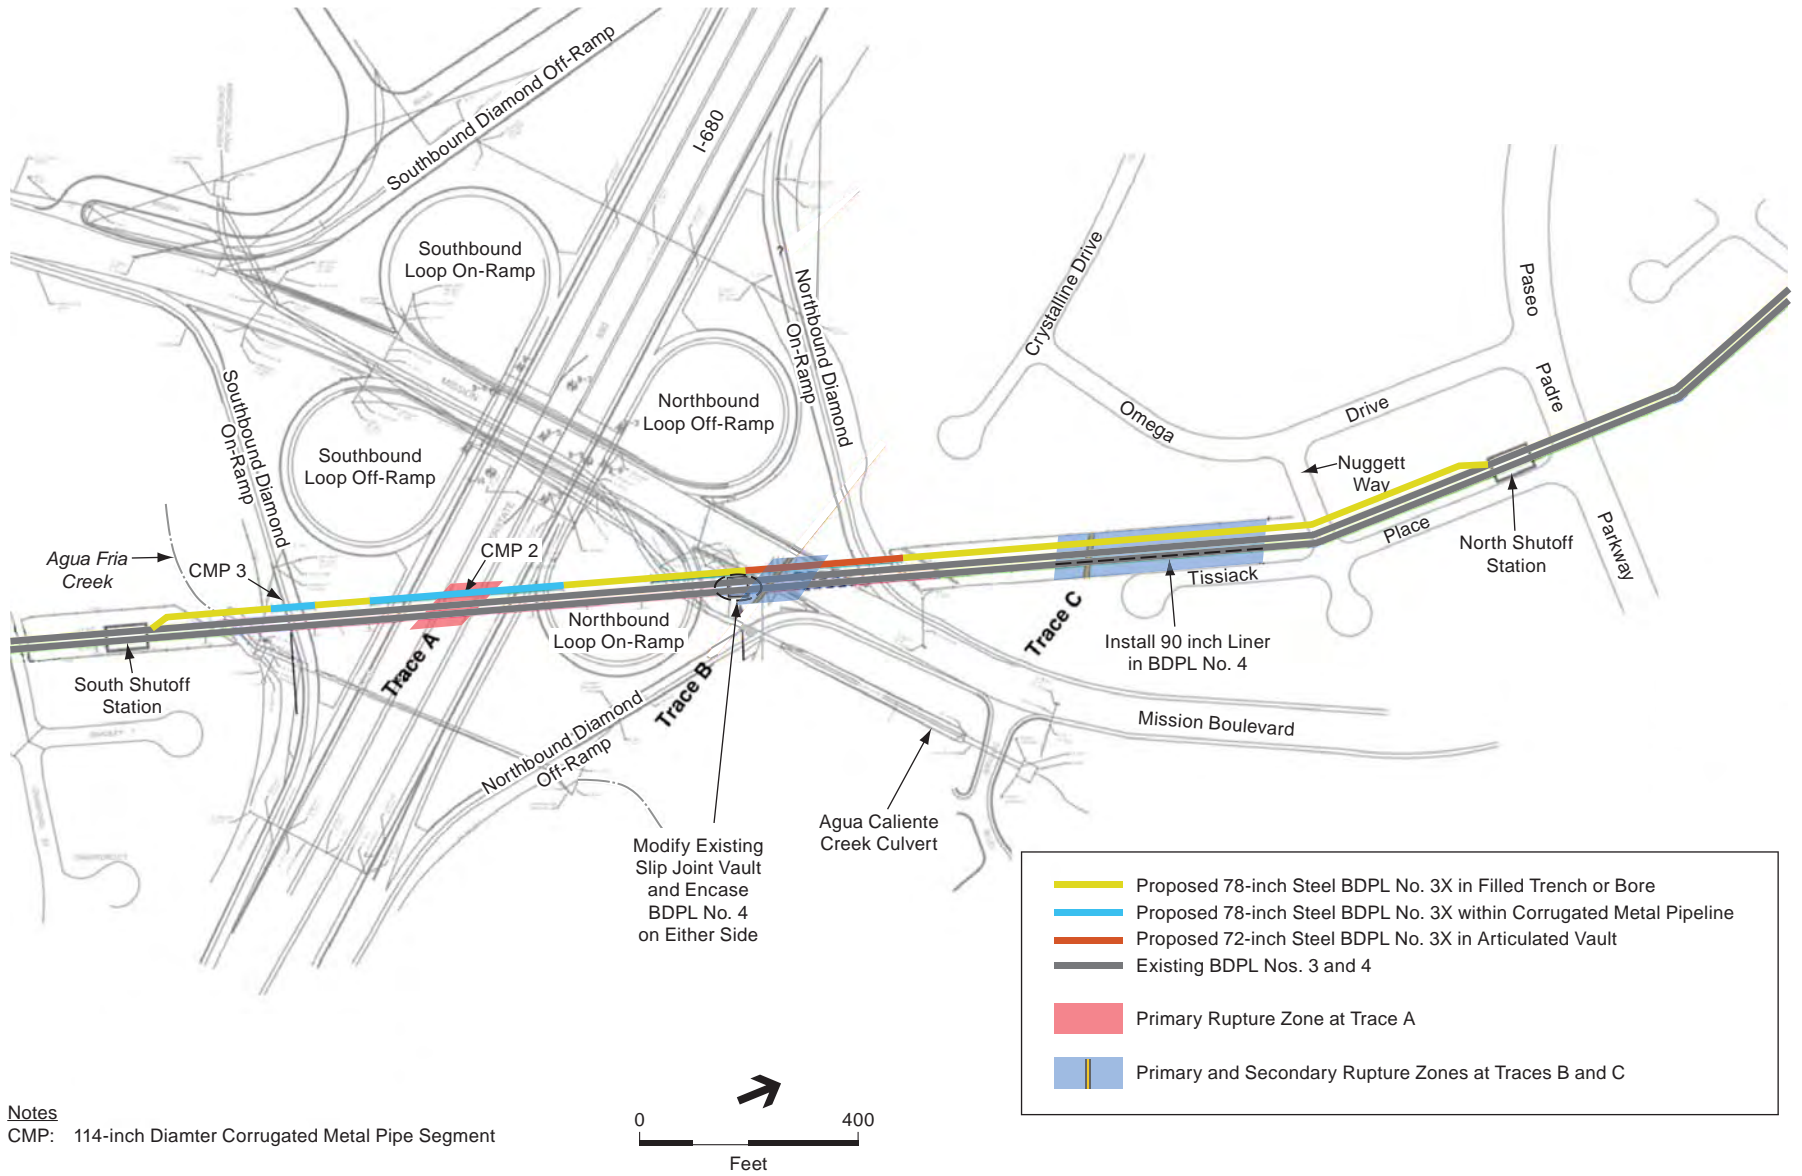 Southbound Diamond Off-Ramp
I-680
Southbound
Loop On-Ramp
Northbound Diamond
On-Ramp
Crystalline Drive
Paseo
Padre
Parkway
Southbound Diamond
On-Ramp
Southbound
Loop Off-Ramp
Northbound
Loop Off-Ramp
MISSION
Omega
Drive
Nuggett
Way
Place
North Shutoff
Station
Agua Fria
Creek
CMP 3
CMP 2
Tissiack
Northbound
Loop On-Ramp
Trace A
Trace B
Trace C
Install 90 inch Liner
in BDPL No. 4
South Shutoff
Station
Northbound Diamond
Off-Ramp
Mission Boulevard
Modify Existing
Slip Joint Vault
and Encase
BDPL No. 4
on Either Side
Agua Caliente
Creek Culvert
Proposed 78-inch Steel BDPL No. 3X in Filled Trench or Bore
Proposed 78-inch Steel BDPL No. 3X within Corrugated Metal Pipeline
Proposed 72-inch Steel BDPL No. 3X in Articulated Vault
Existing BDPL Nos. 3 and 4
Primary Rupture Zone at Trace A
Primary and Secondary Rupture Zones at Traces B and C
Notes
CMP: 114-inch Diamter Corrugated Metal Pipe Segment
0 400
Feet